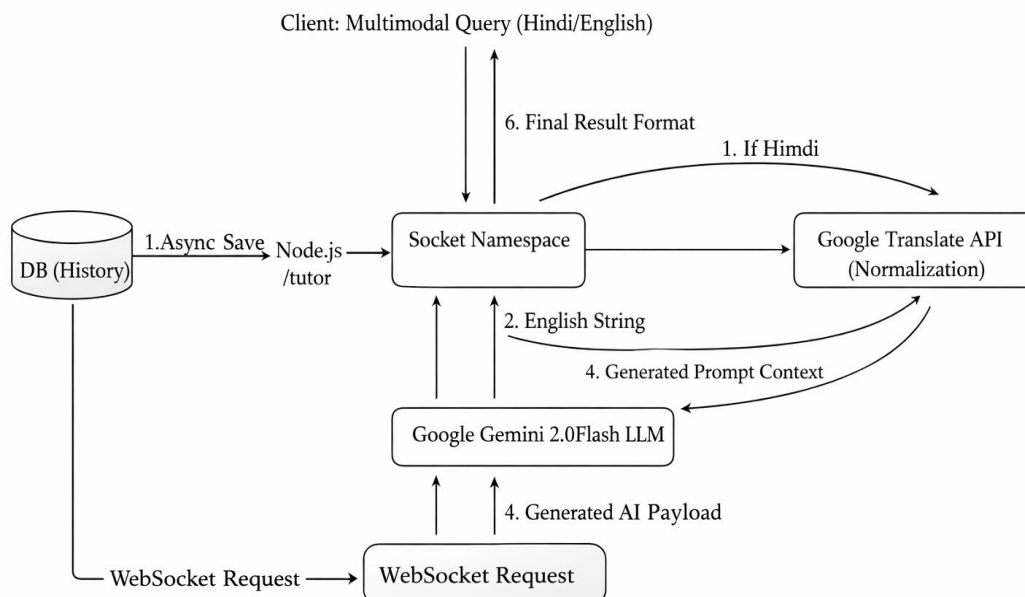 Client: Multimodal Query (Hindi/English)
6. Final Result Format
1. If Himdi
DB (History)
1.Async Save
Node.js
/tutor
Socket Namespace
Google Translate API
(Normalization)
2. English String
4. Generated Prompt Context
Google Gemini 2.0Flash LLM
4. Generated AI Payload
WebSocket Request
WebSocket Request